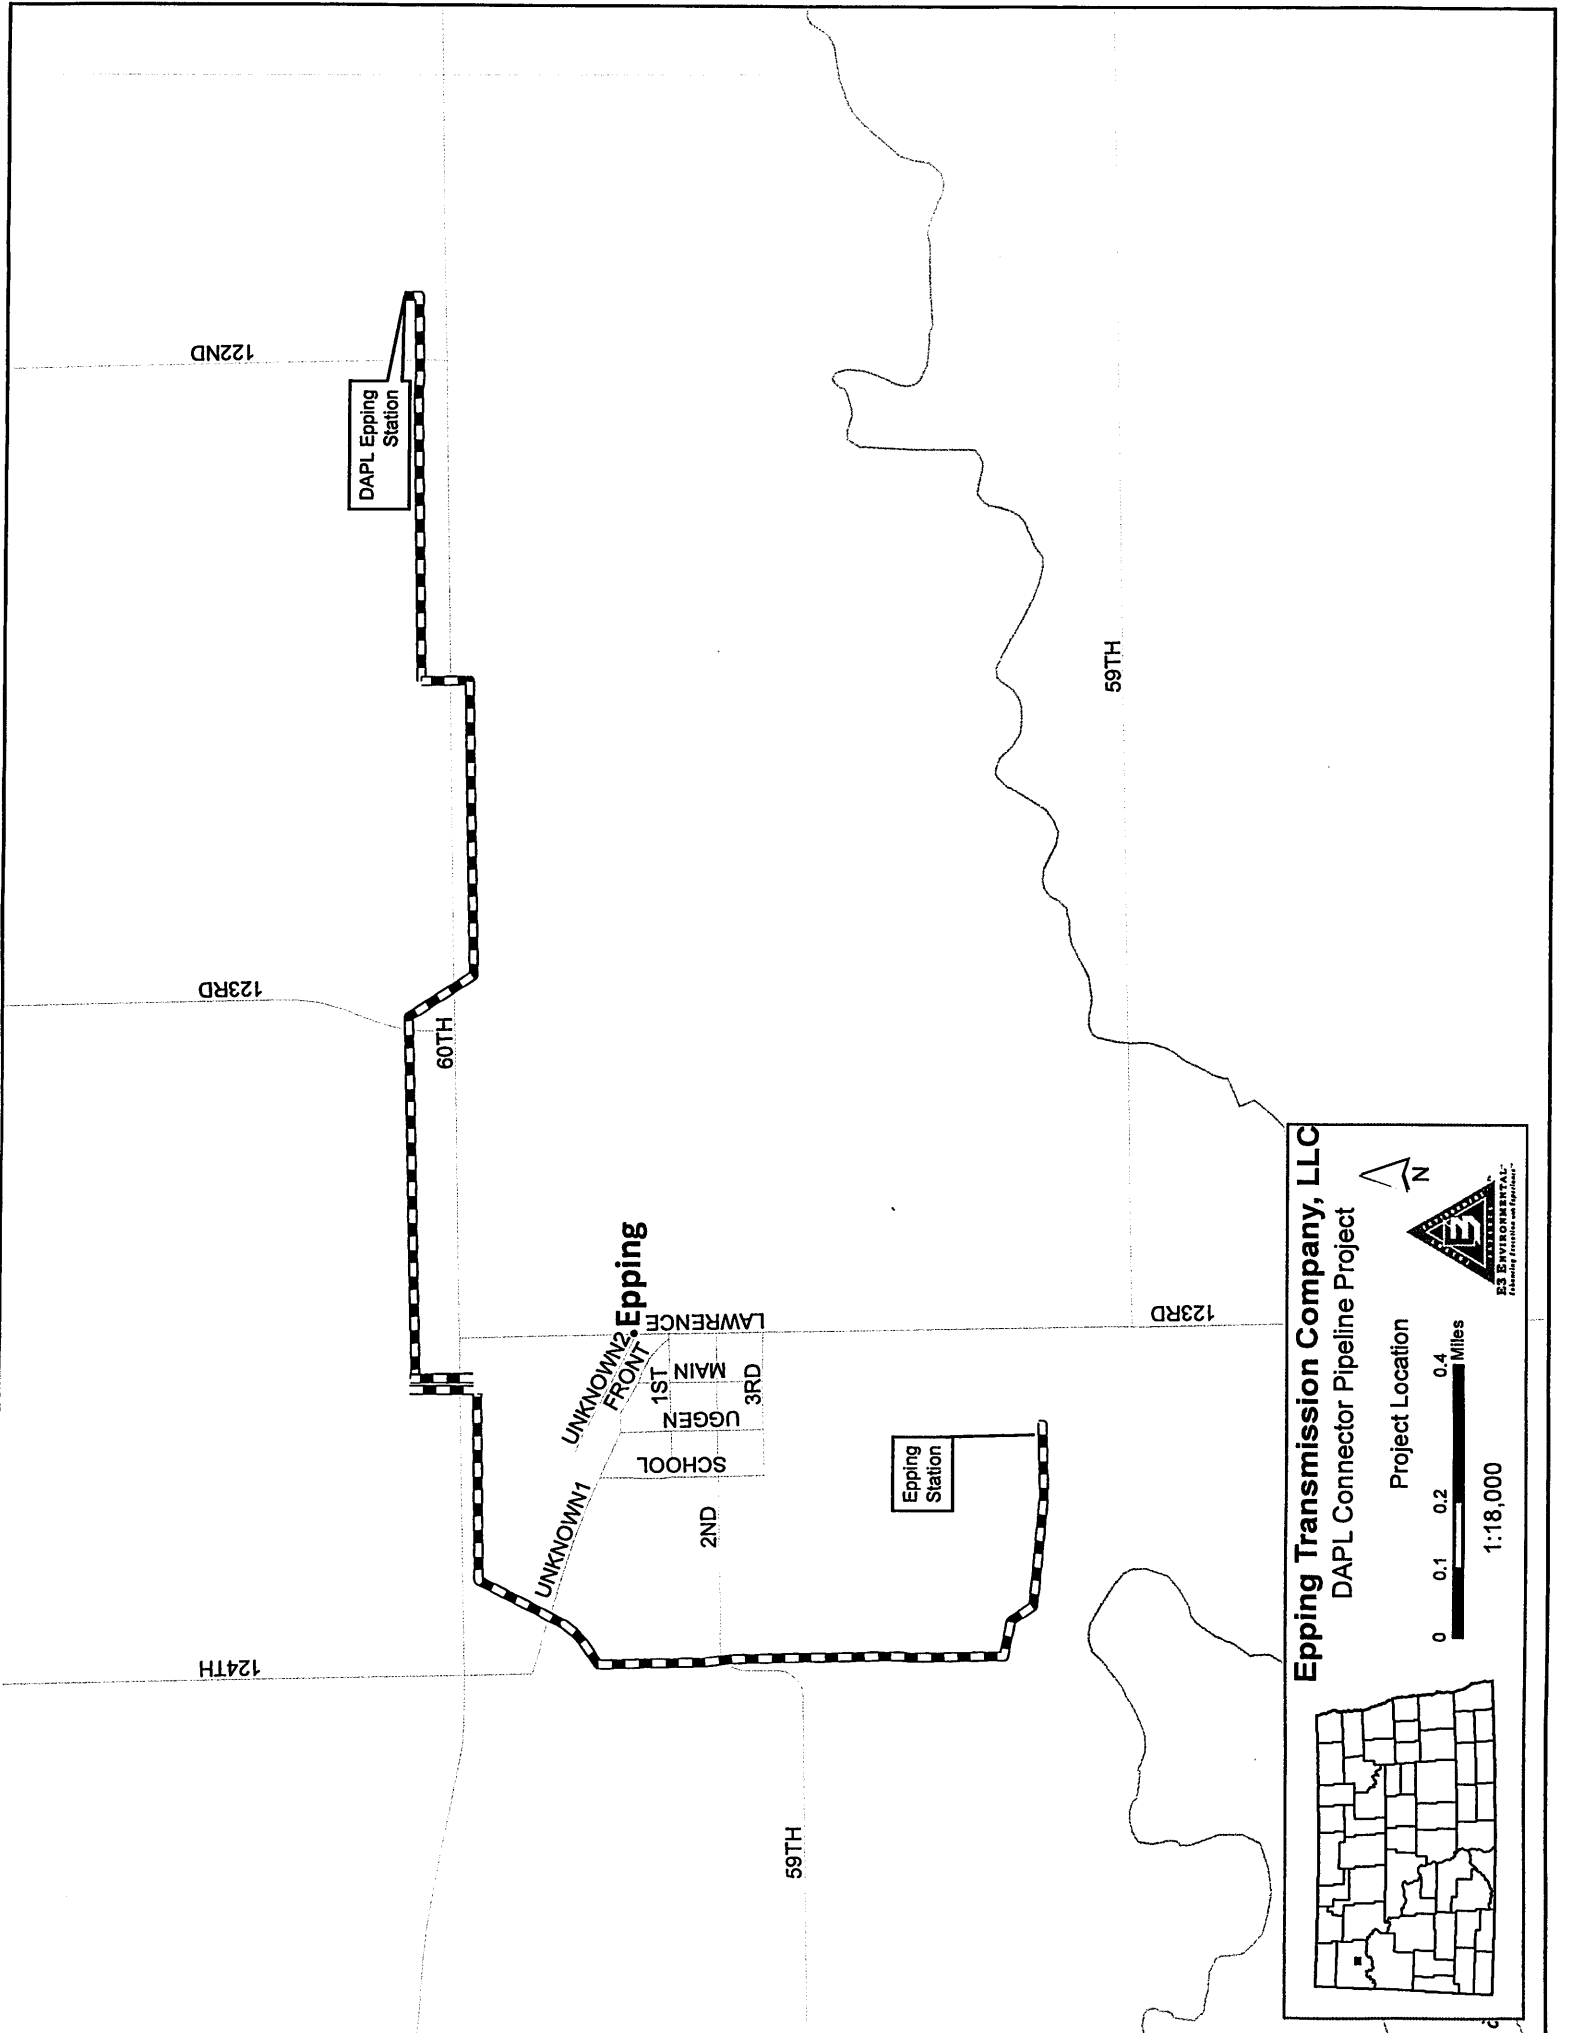 122ND
DAPL Epping
Station
123RD
60TH
59TH
Epping
UNKNOWN2
FRONT
LAWRENCE
1ST
MAIN
3RD
UGGEN
SCHOOL
UNKNOWN1
2ND
124TH
59TH
123RD
Epping
Station
Epping Transmission Company, LLC
DAPL Connector Pipeline Project
Project Location
0 0.1 0.2 0.4
Miles
1:18,000
N
E3
E3 ENVIRONMENTAL